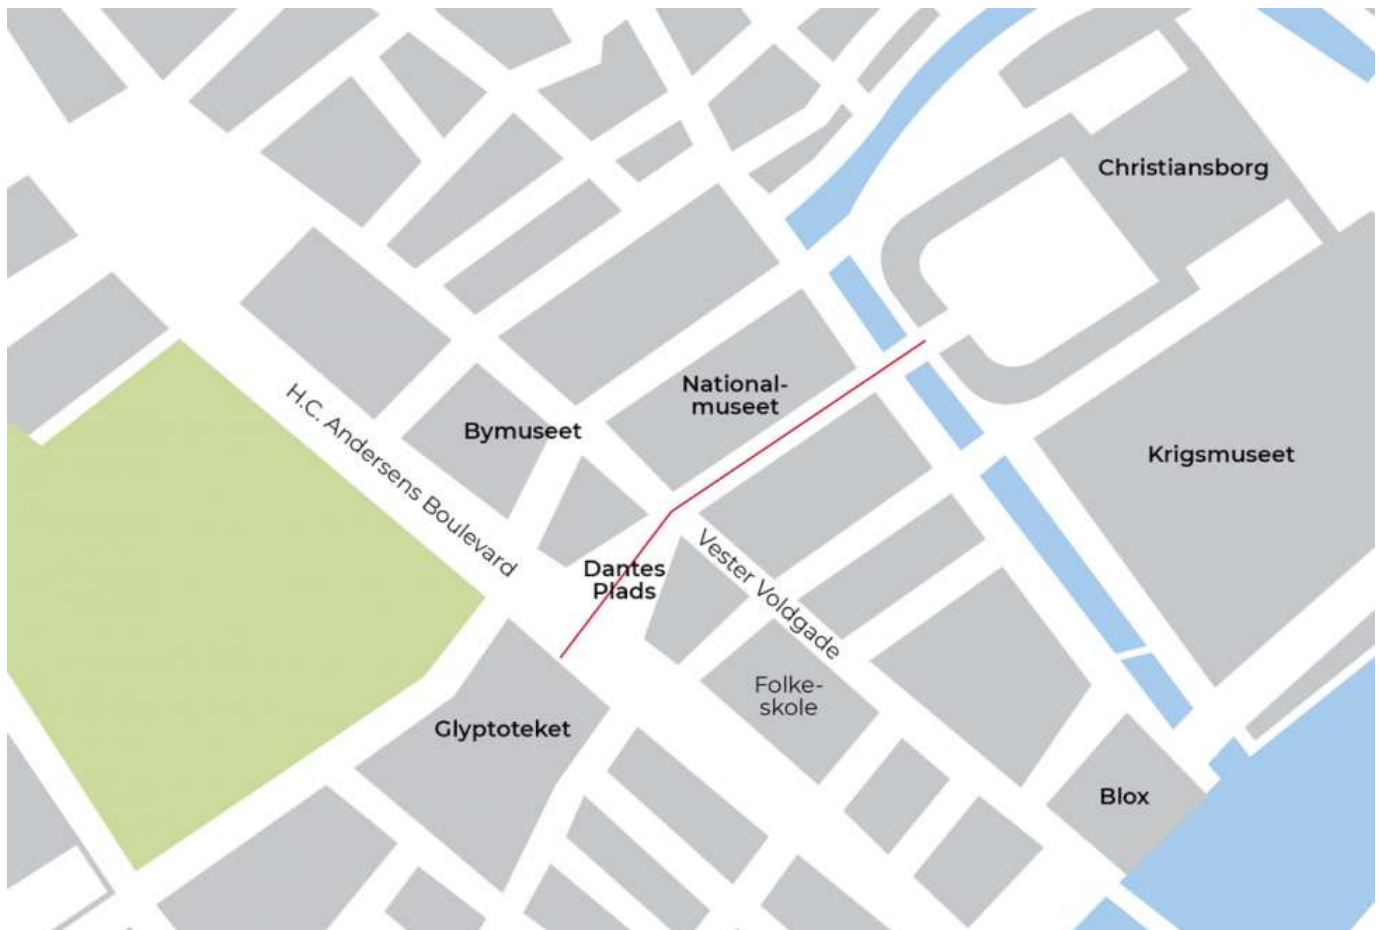 Christiansborg
National-
museet
H.C. Andersens Boulevard
Bymuseet
Krigsmuseet
Dantes
Plads
Vester Voldgade
Folke-
skole
Glyptoteket
Blox